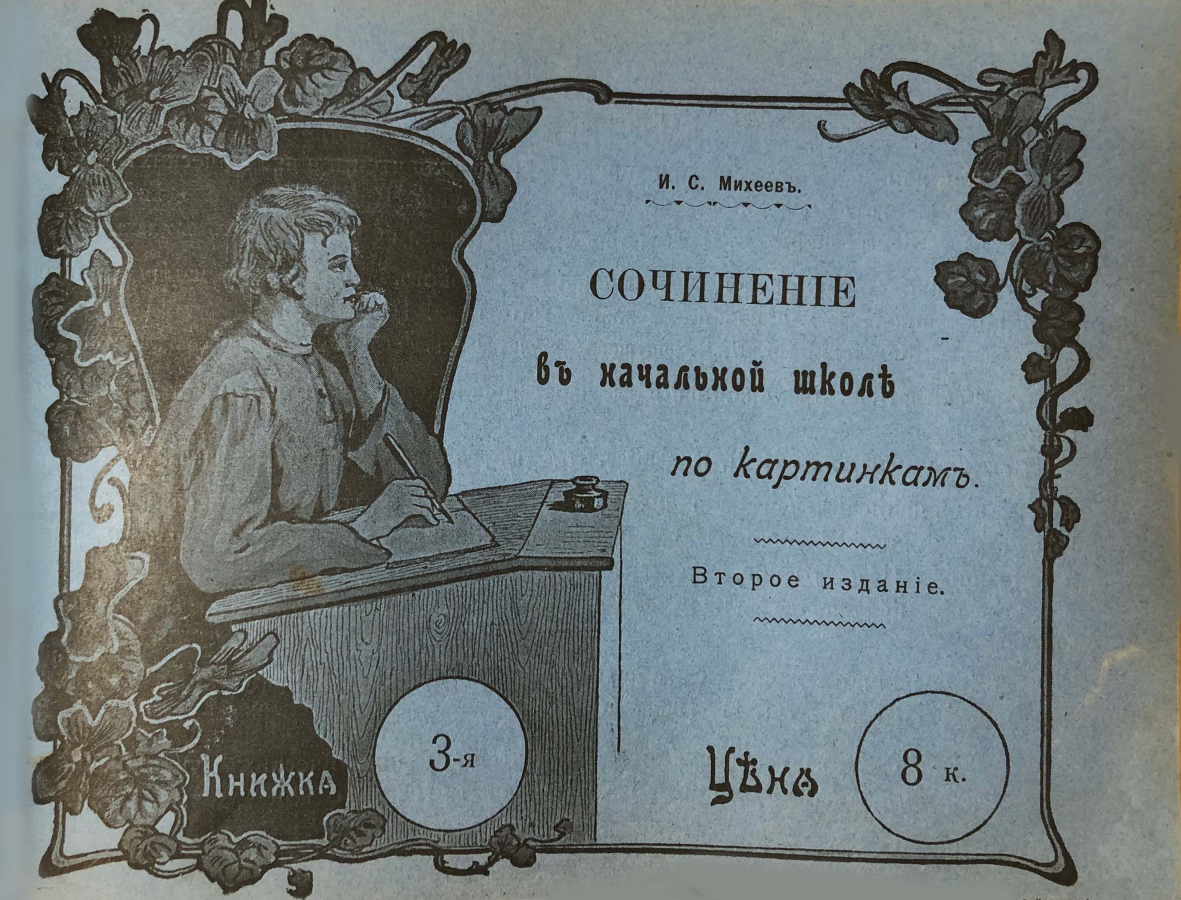 И. С. Михеевъ.
СОЧИНЕНІЕ
въ начальной школѣ
по картинкамъ.
Второе изданіе.
Книжка 3-я
Цѣна 8 к.